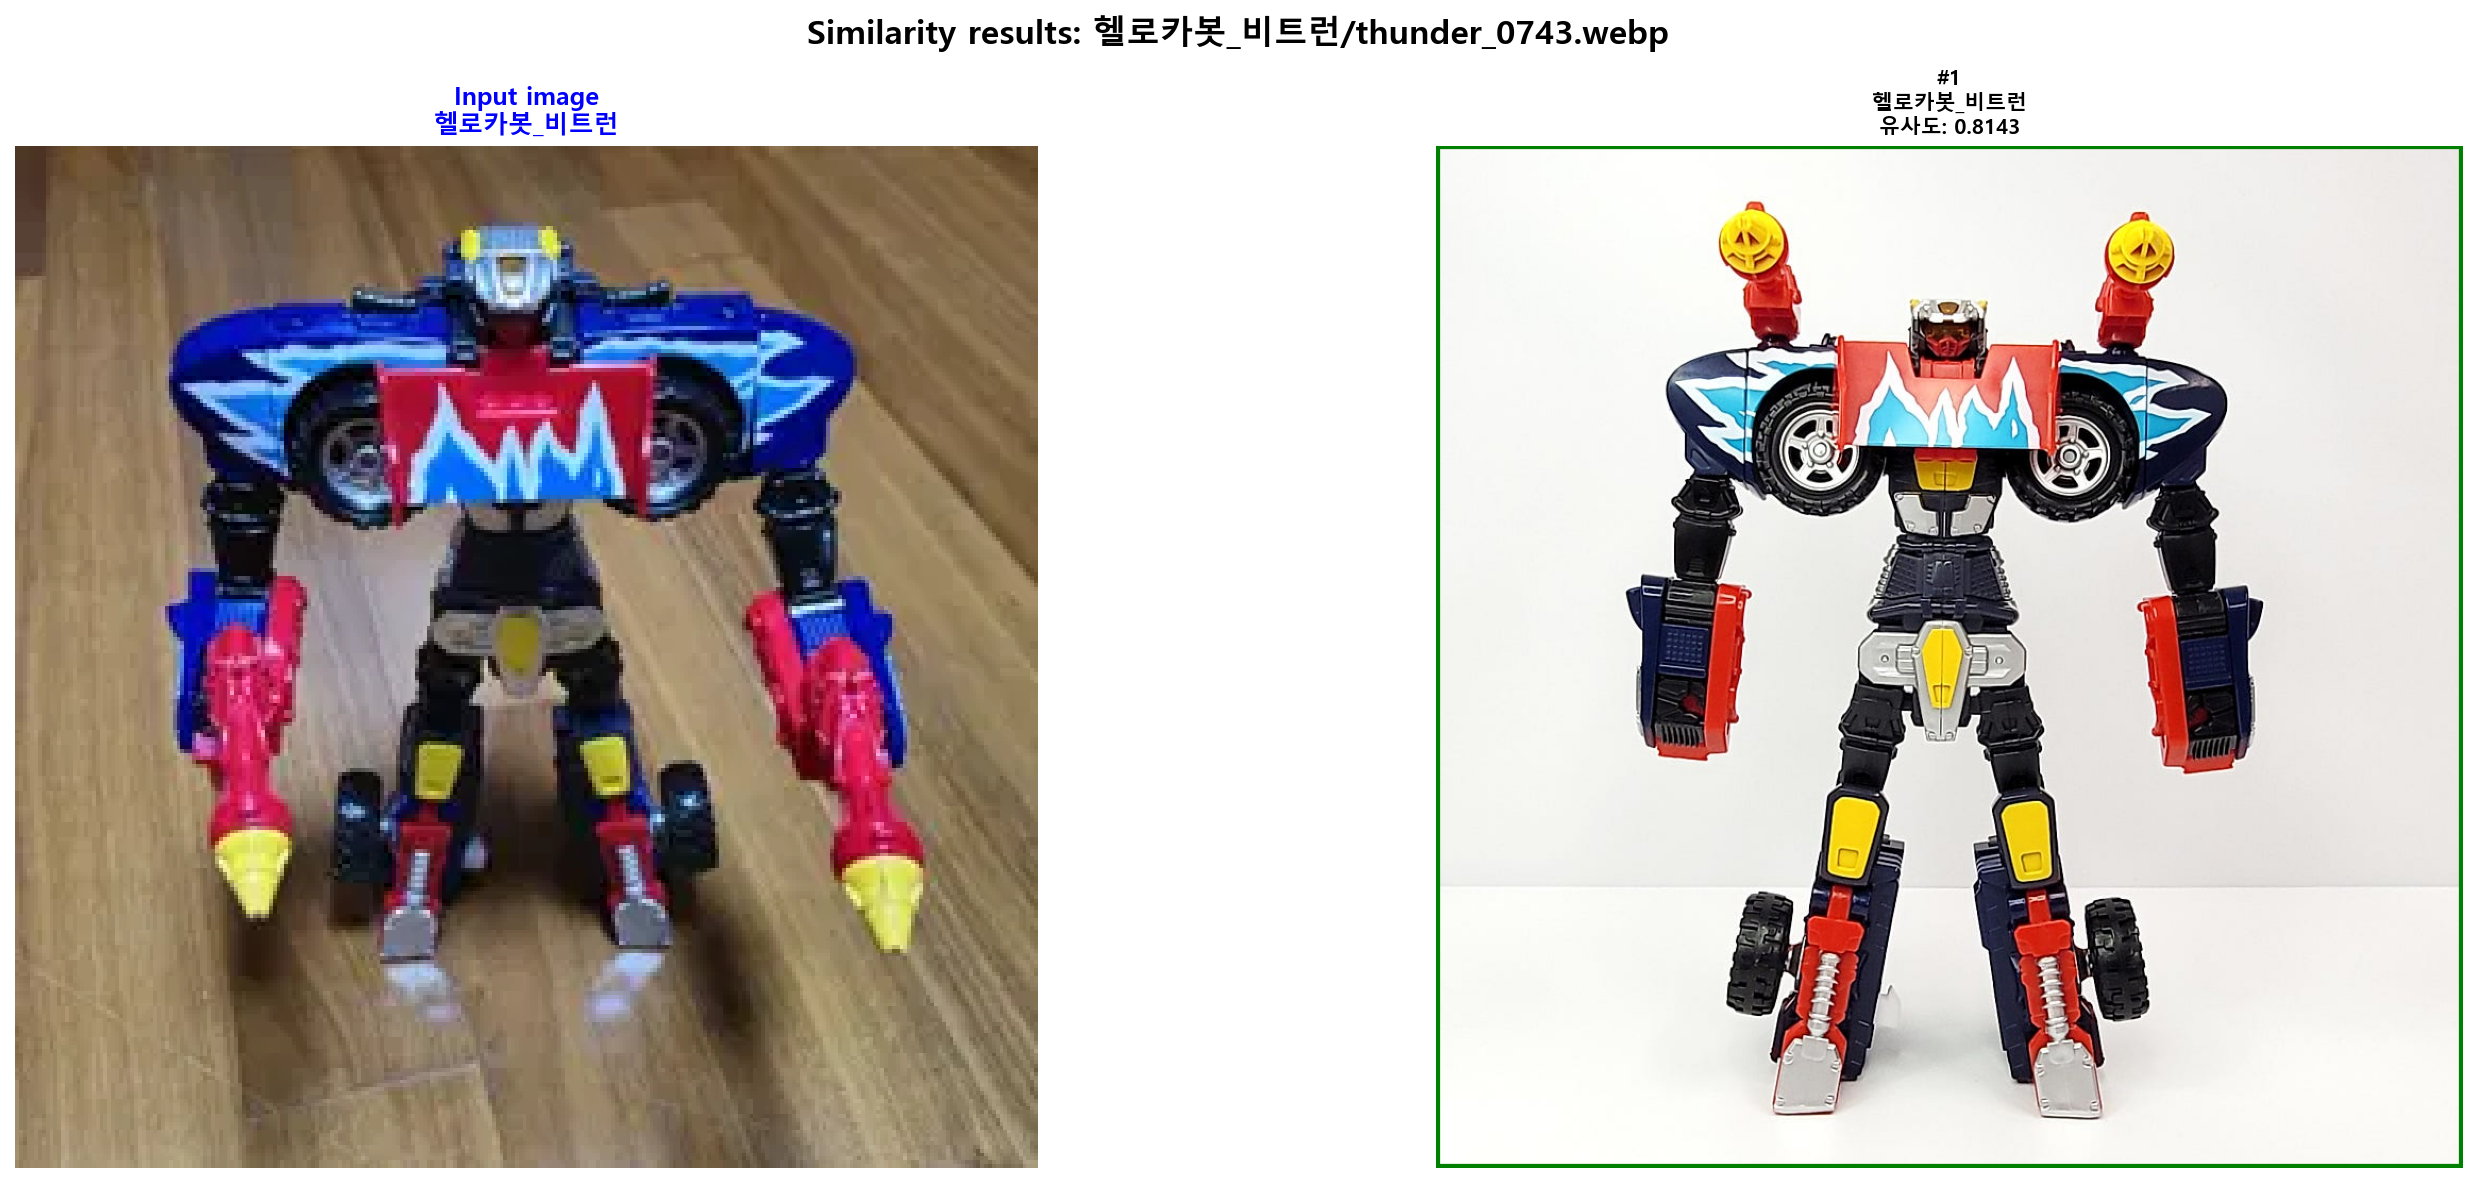 Similarity results: 헬로카봇_비트런/thunder_0743.webp
Input image
헬로카봇_비트런
#1
헬로카봇_비트런
유사도: 0.8143